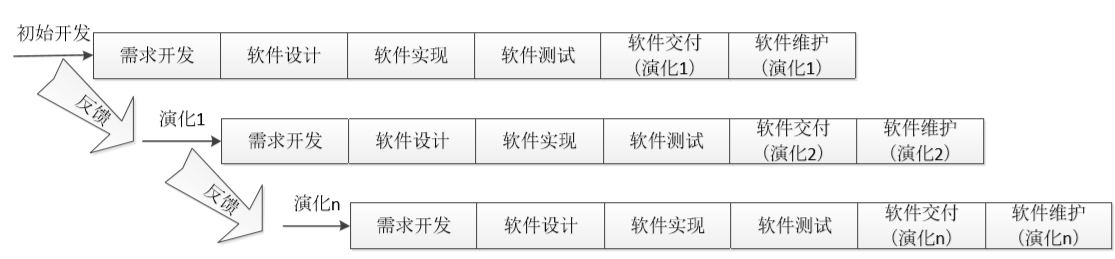 初始开发
需求开发
软件设计
软件实现
软件测试
软件交付
（演化1）
软件维护
（演化1）
反馈
演化1
需求开发
软件设计
软件实现
软件测试
软件交付
（演化2）
软件维护
（演化2）
反馈
演化n
需求开发
软件设计
软件实现
软件测试
软件交付
（演化n）
软件维护
（演化n）